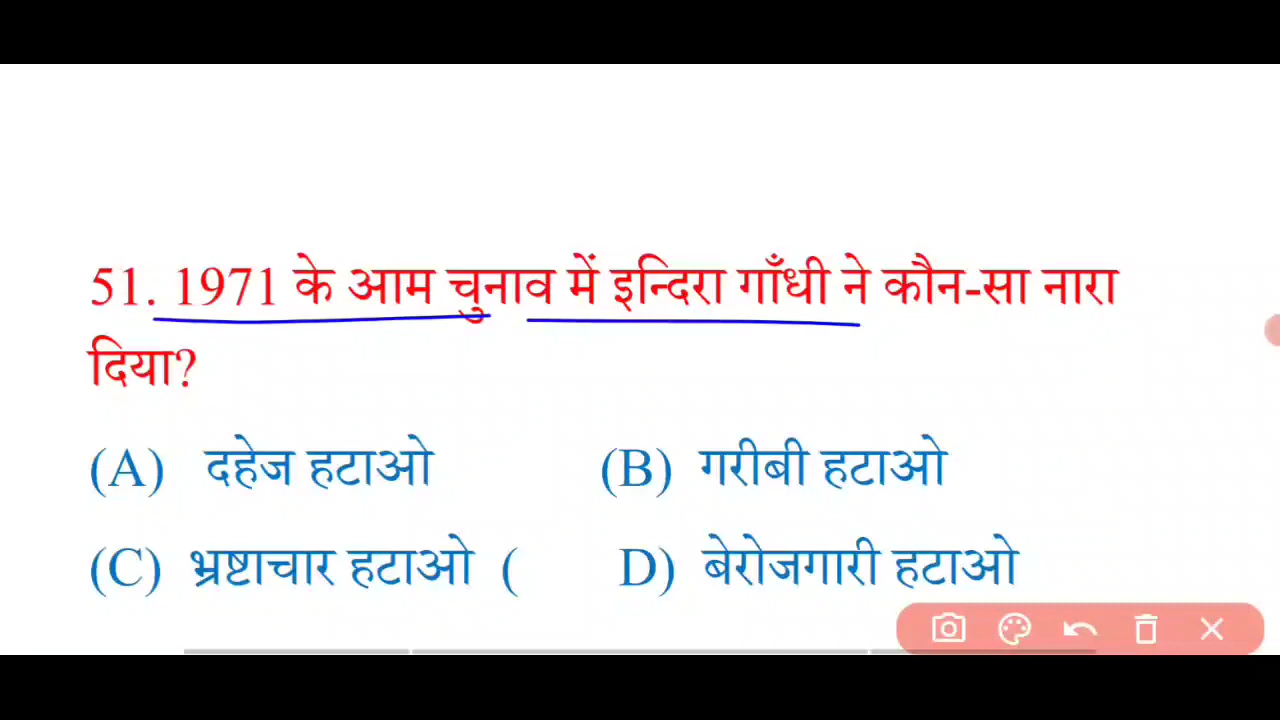 51. 1971 के आम चुनाव में इन्दिरा गाँधी ने कौन-सा नारा
दिया?
(A) दहेज हटाओ (B) गरीबी हटाओ
(C) भ्रष्टाचार हटाओ ( D) बेरोजगारी हटाओ